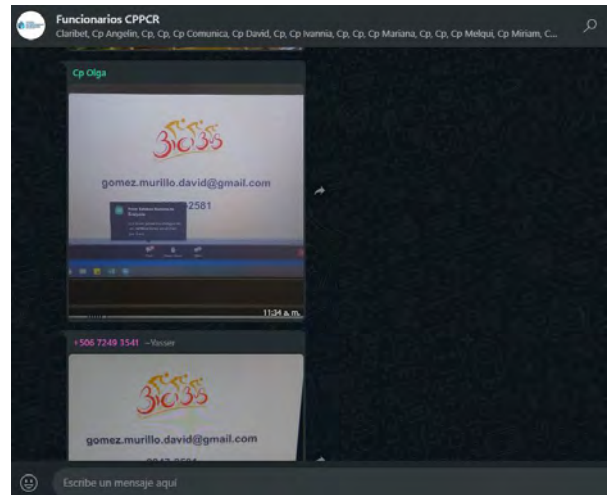 Funcionarios CPPCR
Claribet, Cp Angelin, Cp, Cp, Cp Comunica, Cp David, Cp, Cp Ivannia, Cp, Cp, Cp Mariana, Cp, Cp, Cp Melqui, Cp Miriam, C...
Cp Olga
3035
gomez.murillo.david@gmail.com
2581
11:34 a. m.
+506 7249 3541 ~Yasser
3035
gomez.murillo.david@gmail.com
Escribe un mensaje aquí